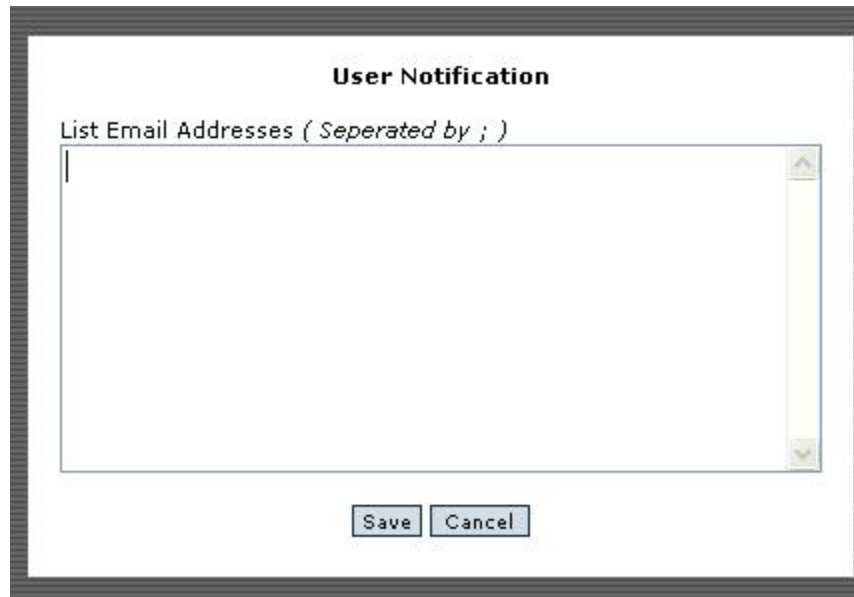 User Notification
List Email Addresses ( Seperated by ; )
Save Cancel